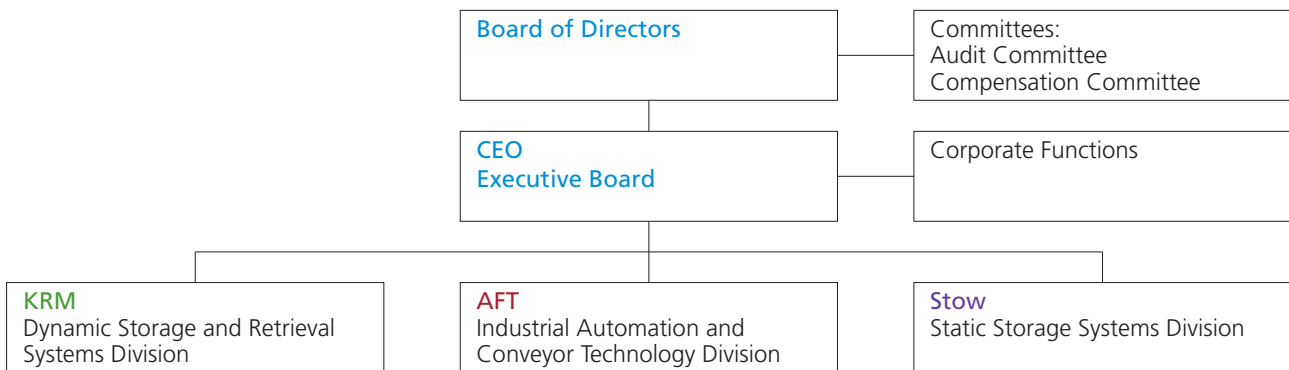 Board of Directors
Committees:
Audit Committee
Compensation Committee
CEO
Executive Board
Corporate Functions
KRM
Dynamic Storage and Retrieval
Systems Division
AFT
Industrial Automation and
Conveyor Technology Division
Stow
Static Storage Systems Division